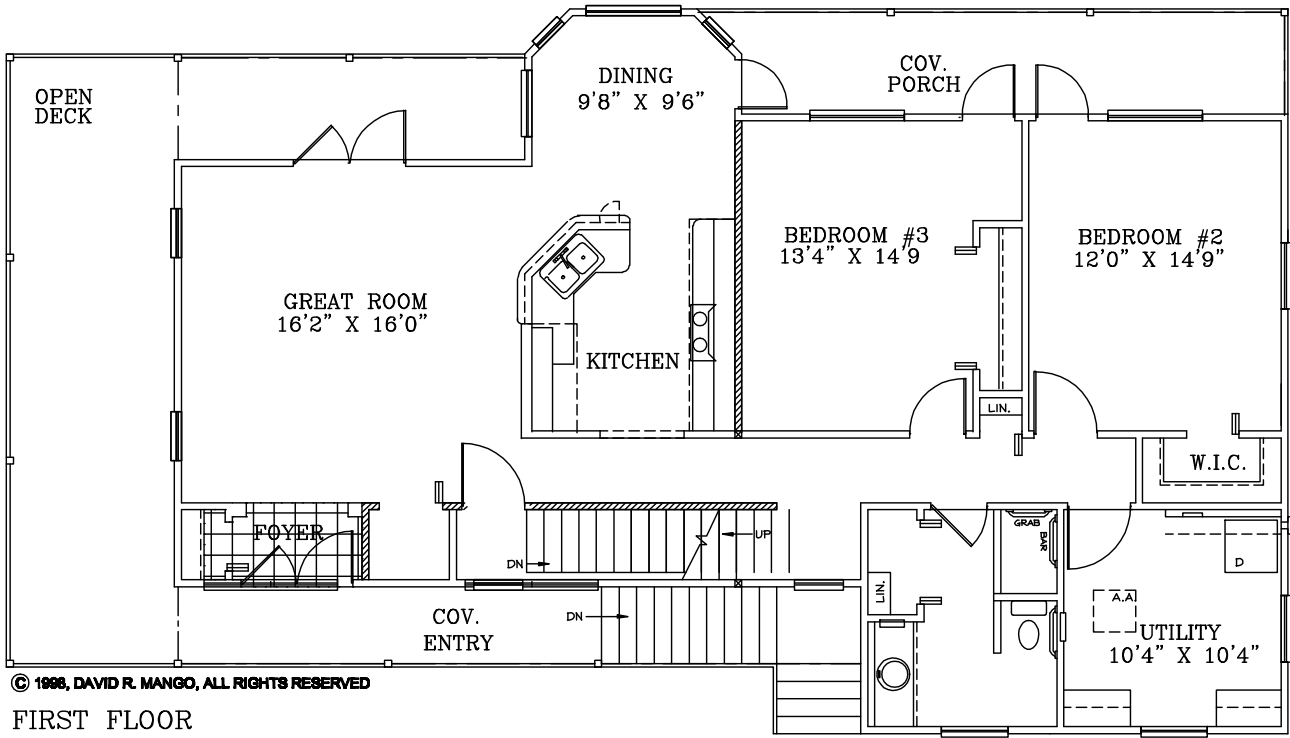 OPEN
DECK
DINING
9'8" X 9'6"
COV.
PORCH
BEDROOM #3
13'4" X 14'9
BEDROOM #2
12'0" X 14'9"
GREAT ROOM
16'2" X 16'0"
KITCHEN
LIN.
W.I.C.
FOYER
UP
DN
GRAB
BAR
D
LIN.
A.A
COV.
ENTRY
DN
UTILITY
10'4" X 10'4"
© 1998, DAVID R. MANGO, ALL RIGHTS RESERVED
FIRST FLOOR